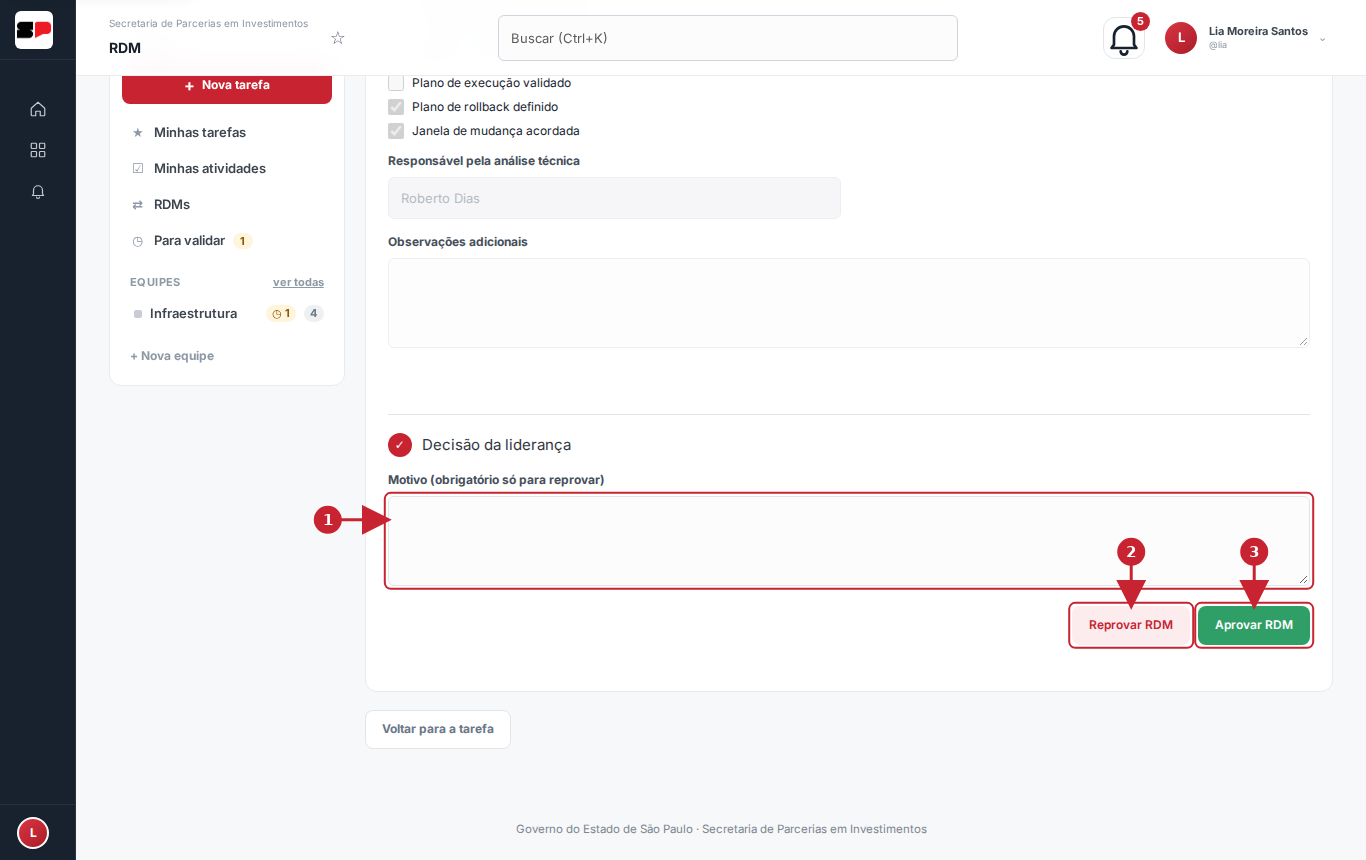 SP
Secretaria de Parcerias em Investimentos
RDM
Buscar (Ctrl+K)
5
L
Lia Moreira Santos
@lia
+ Nova tarefa
Minhas tarefas
Minhas atividades
RDMs
Para validar 1
EQUIPES ver todas
Infraestrutura 1 4
+ Nova equipe
Plano de execução validado
Plano de rollback definido
Janela de mudança acordada
Responsável pela análise técnica
Roberto Dias
Observações adicionais
Decisão da liderança
Motivo (obrigatório só para reprovar)
1
2
3
Reprovar RDM
Aprovar RDM
Voltar para a tarefa
L
Governo do Estado de São Paulo · Secretaria de Parcerias em Investimentos